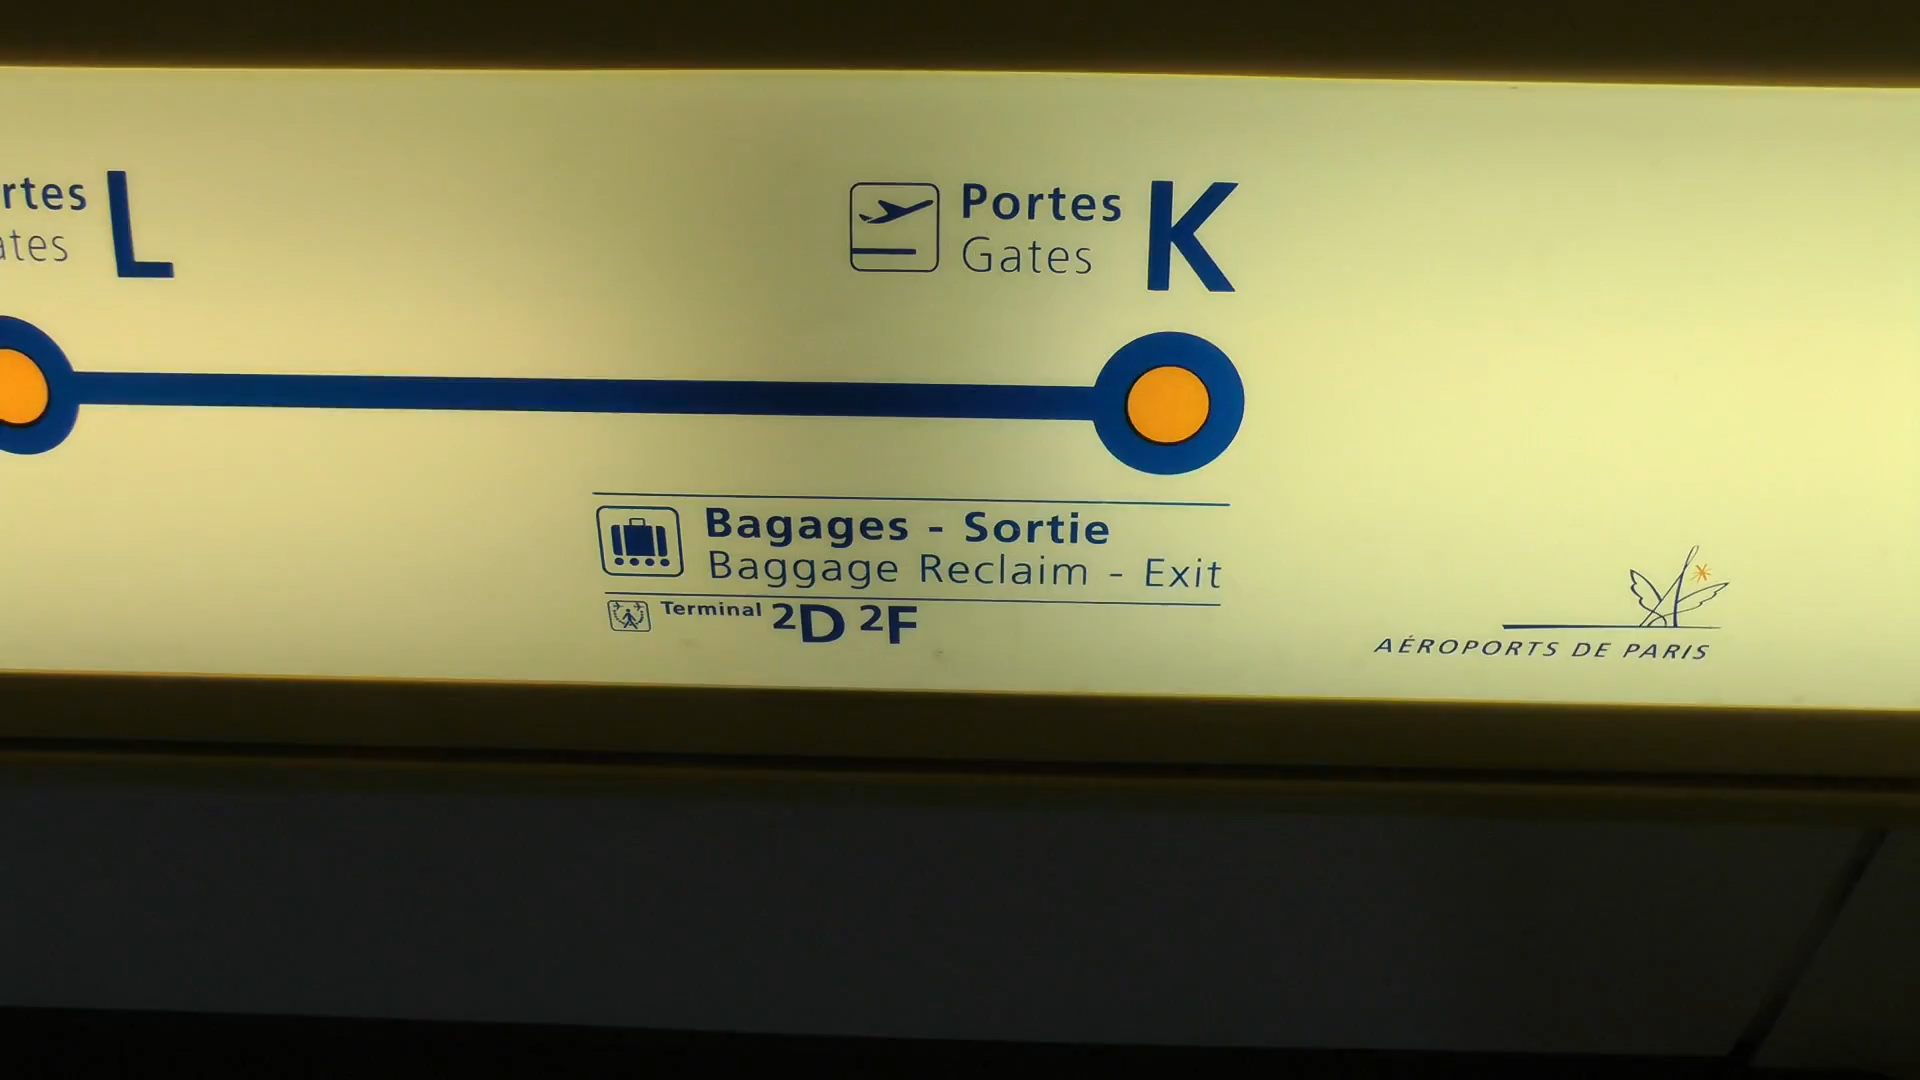 rtes L
ates
Portes K
Gates
Bagages - Sortie
Baggage Reclaim - Exit
Terminal 2D 2F
AÉROPORTS DE PARIS